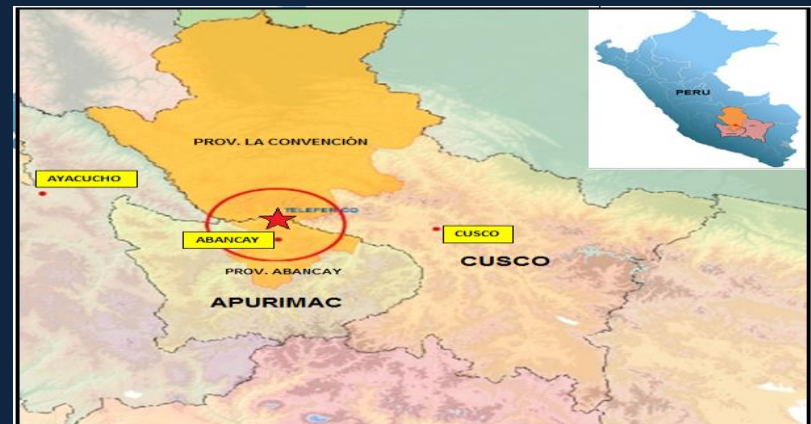 PERU
PROV. LA CONVENCIÓN
AYACUCHO
TELEFERICO
ABANCAY
CUSCO
CUSCO
PROV. ABANCAY
APURIMAC